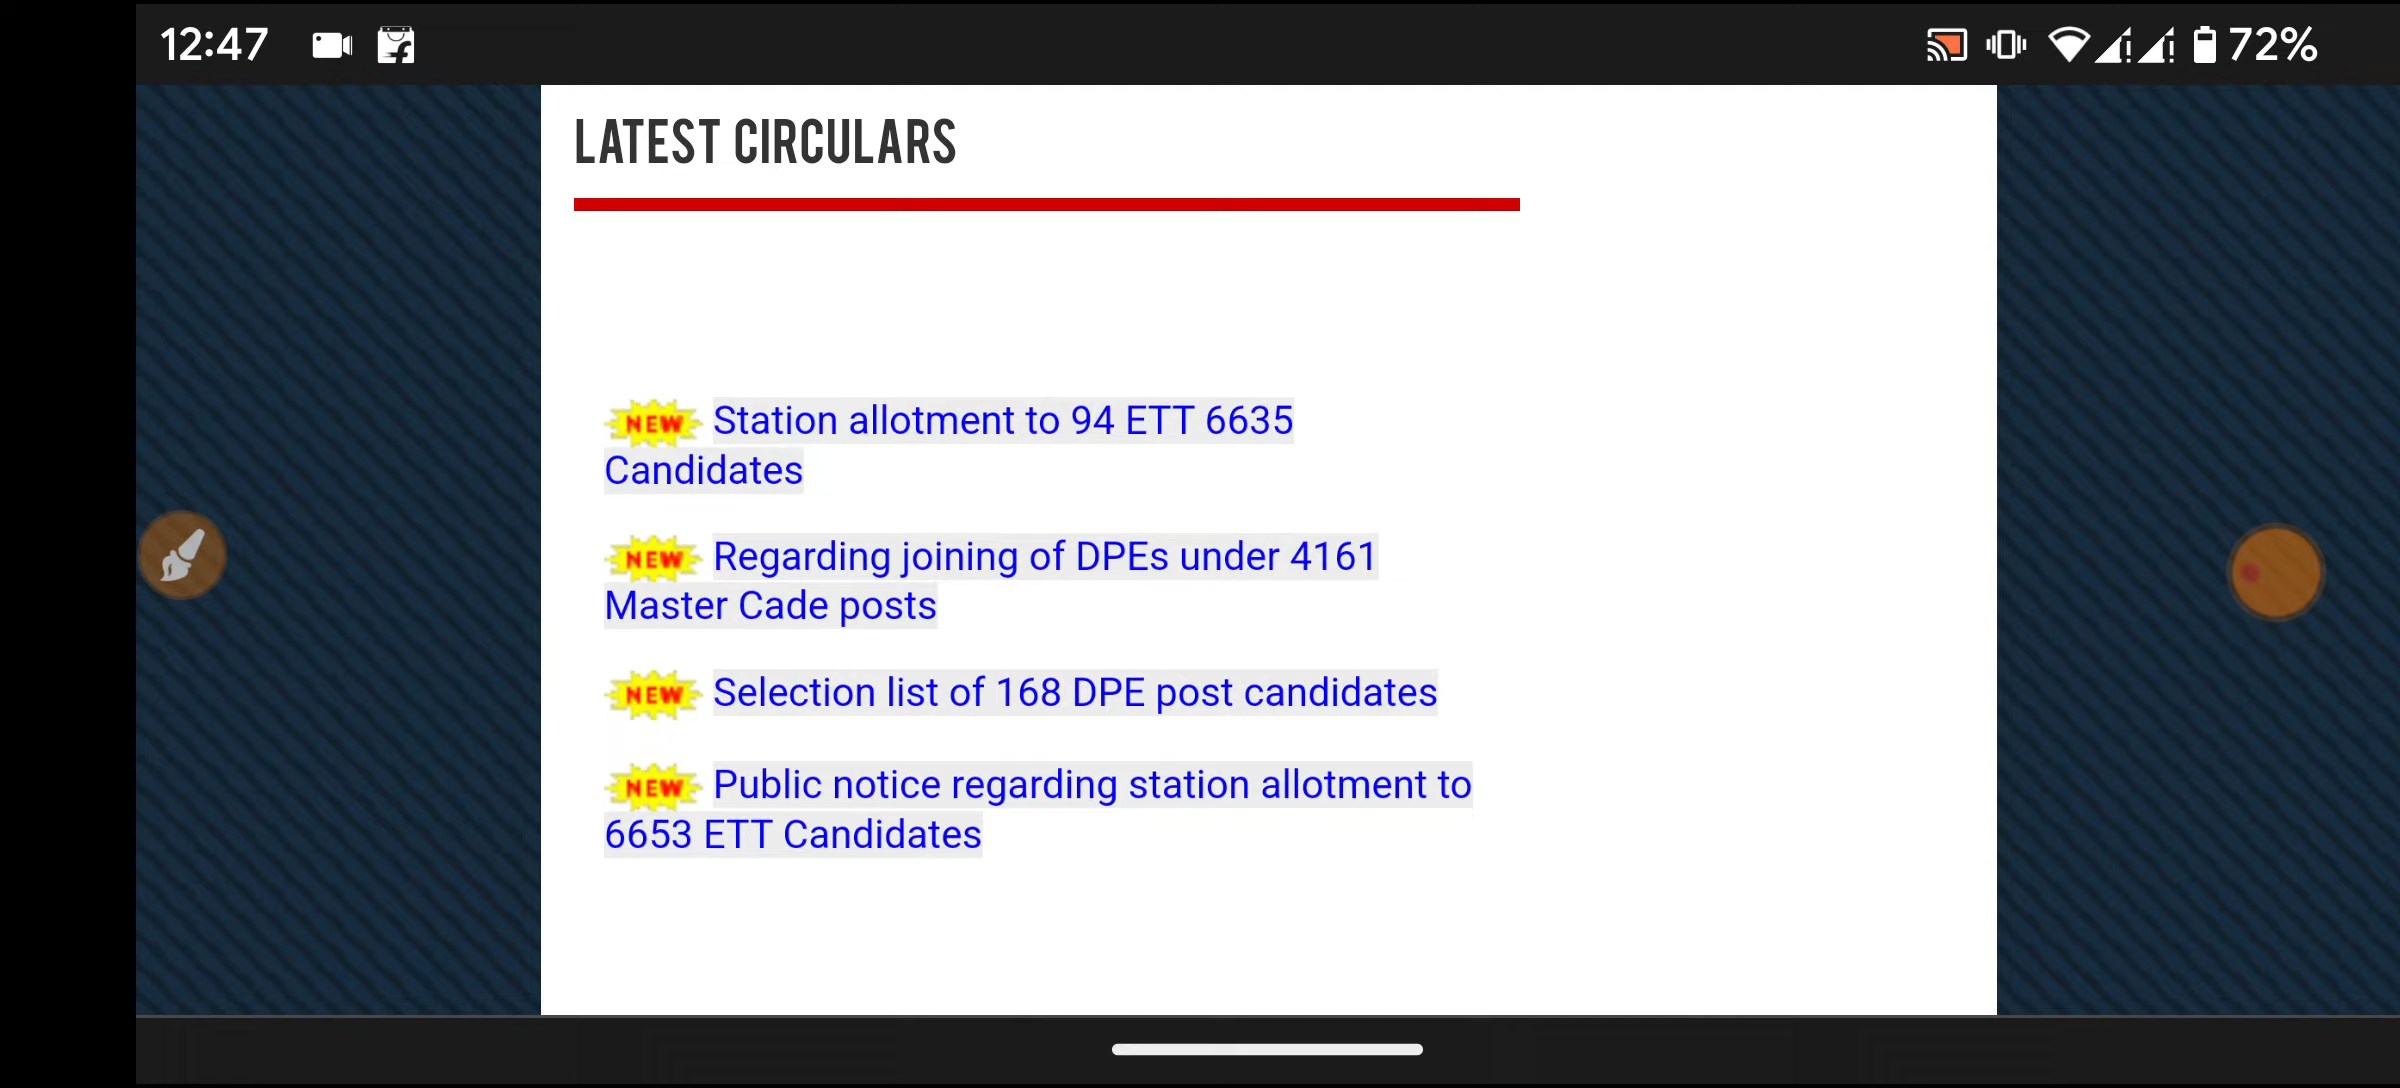 12:47 72%
LATEST CIRCULARS
NEW Station allotment to 94 ETT 6635
Candidates
NEW Regarding joining of DPEs under 4161
Master Cade posts
NEW Selection list of 168 DPE post candidates
NEW Public notice regarding station allotment to
6653 ETT Candidates